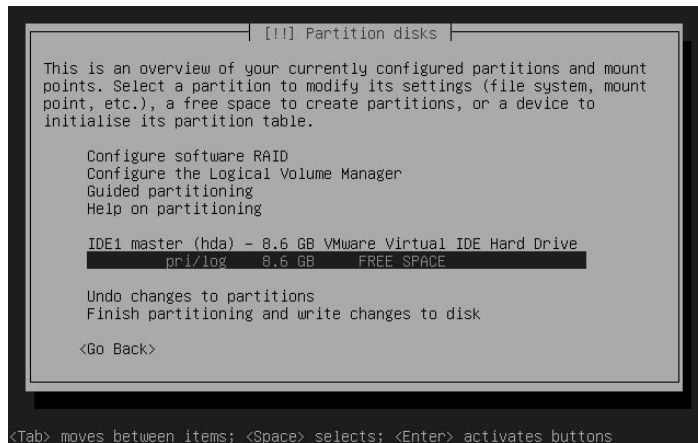 [!!] Partition disks
This is an overview of your currently configured partitions and mount
points. Select a partition to modify its settings (file system, mount
point, etc.), a free space to create partitions, or a device to
initialise its partition table.
Configure software RAID
Configure the Logical Volume Manager
Guided partitioning
Help on partitioning
IDE1 master (hda) - 8.6 GB VMware Virtual IDE Hard Drive
pri/log 8.6 GB FREE SPACE
Undo changes to partitions
Finish partitioning and write changes to disk
<Go Back>
<Tab> moves between items; <Space> selects; <Enter> activates buttons